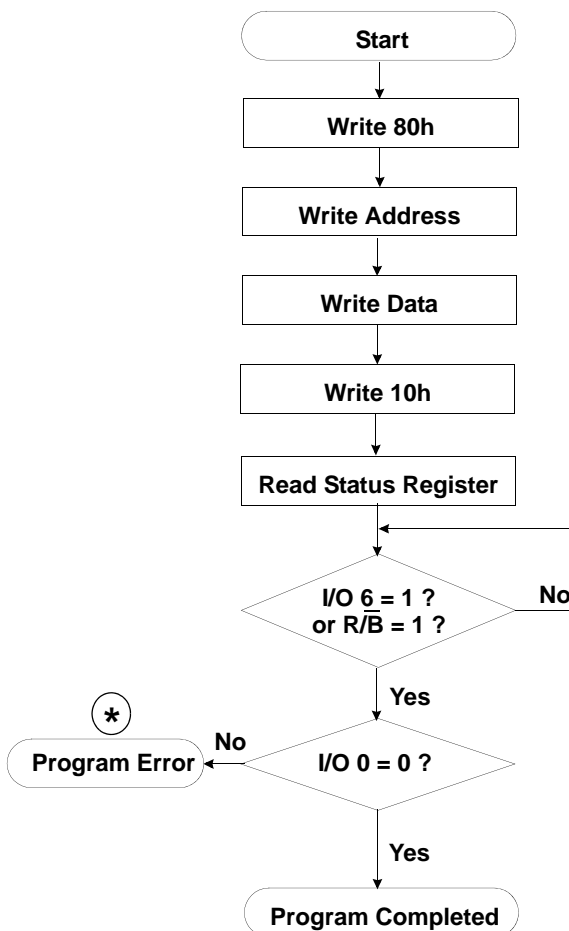 Start
Write 80h
Write Address
Write Data
Write 10h
Read Status Register
I/O 6 = 1 ?
or R/B̅ = 1 ?
No
Yes
*
No
Program Error
I/O 0 = 0 ?
Yes
Program Completed